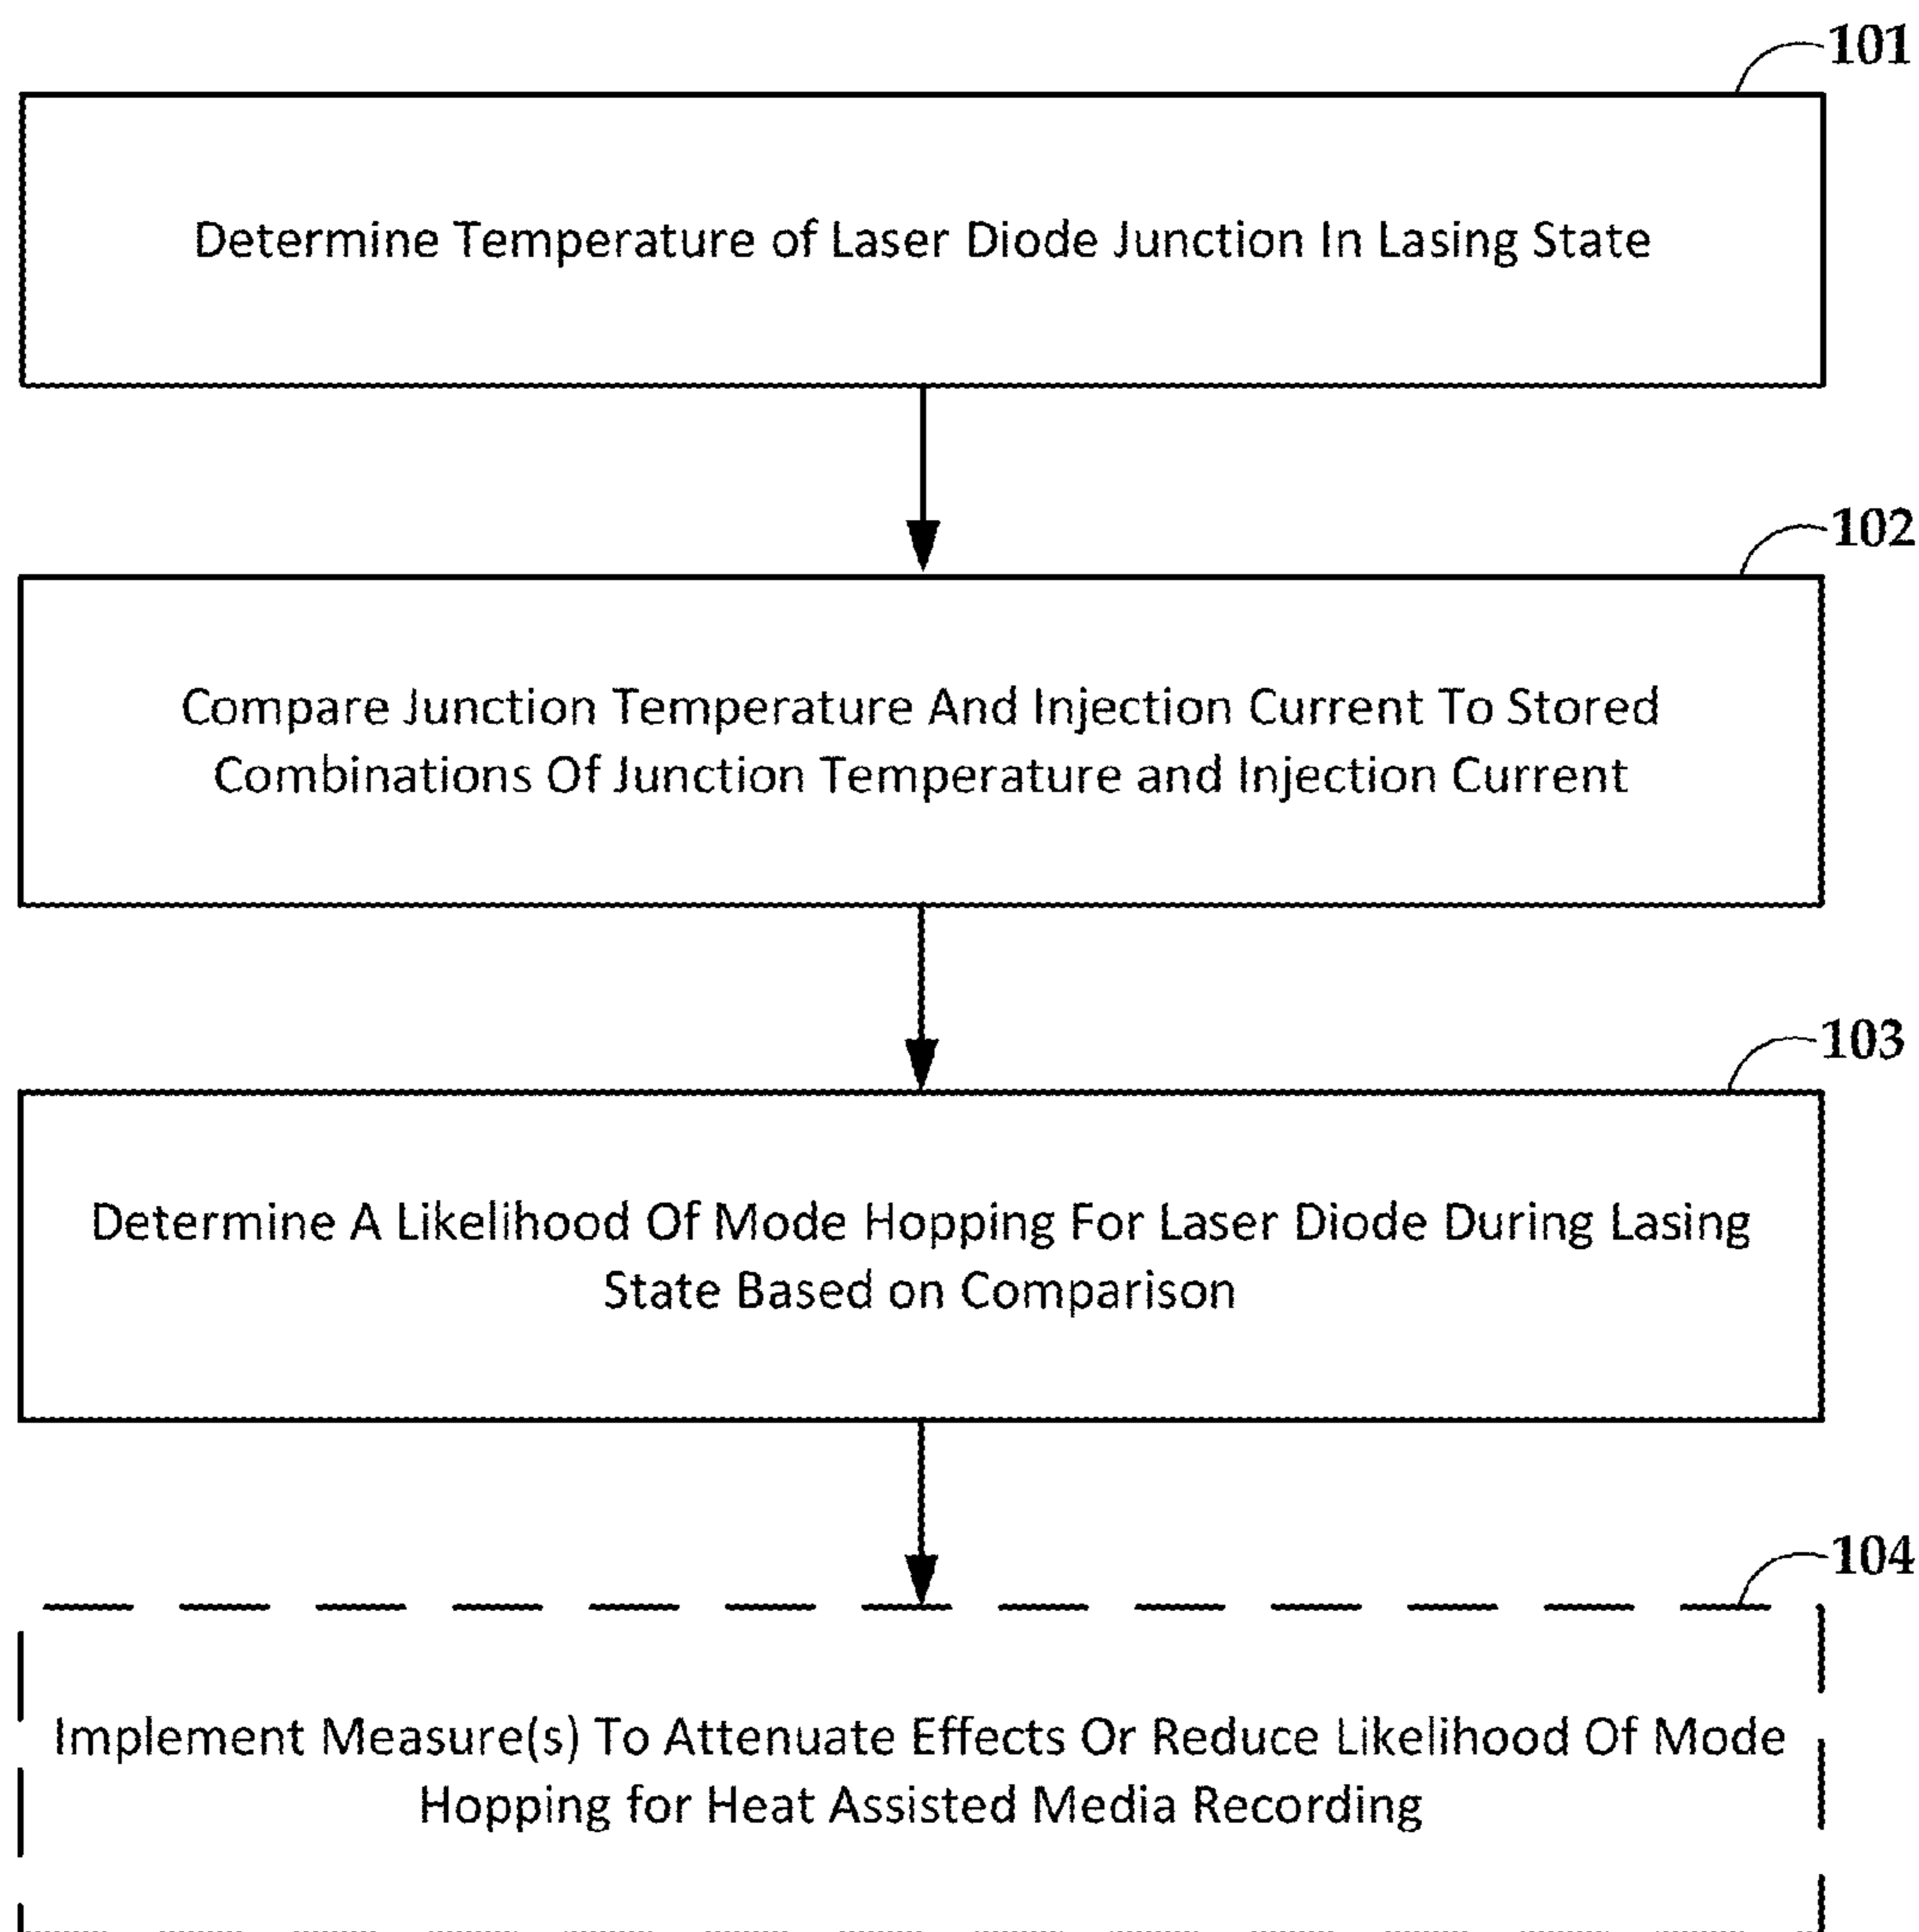 101
Determine Temperature of Laser Diode Junction In Lasing State
102
Compare Junction Temperature And Injection Current To Stored
Combinations Of Junction Temperature and Injection Current
103
Determine A Likelihood Of Mode Hopping For Laser Diode During Lasing
State Based on Comparison
104
Implement Measure(s) To Attenuate Effects Or Reduce Likelihood Of Mode
Hopping for Heat Assisted Media Recording